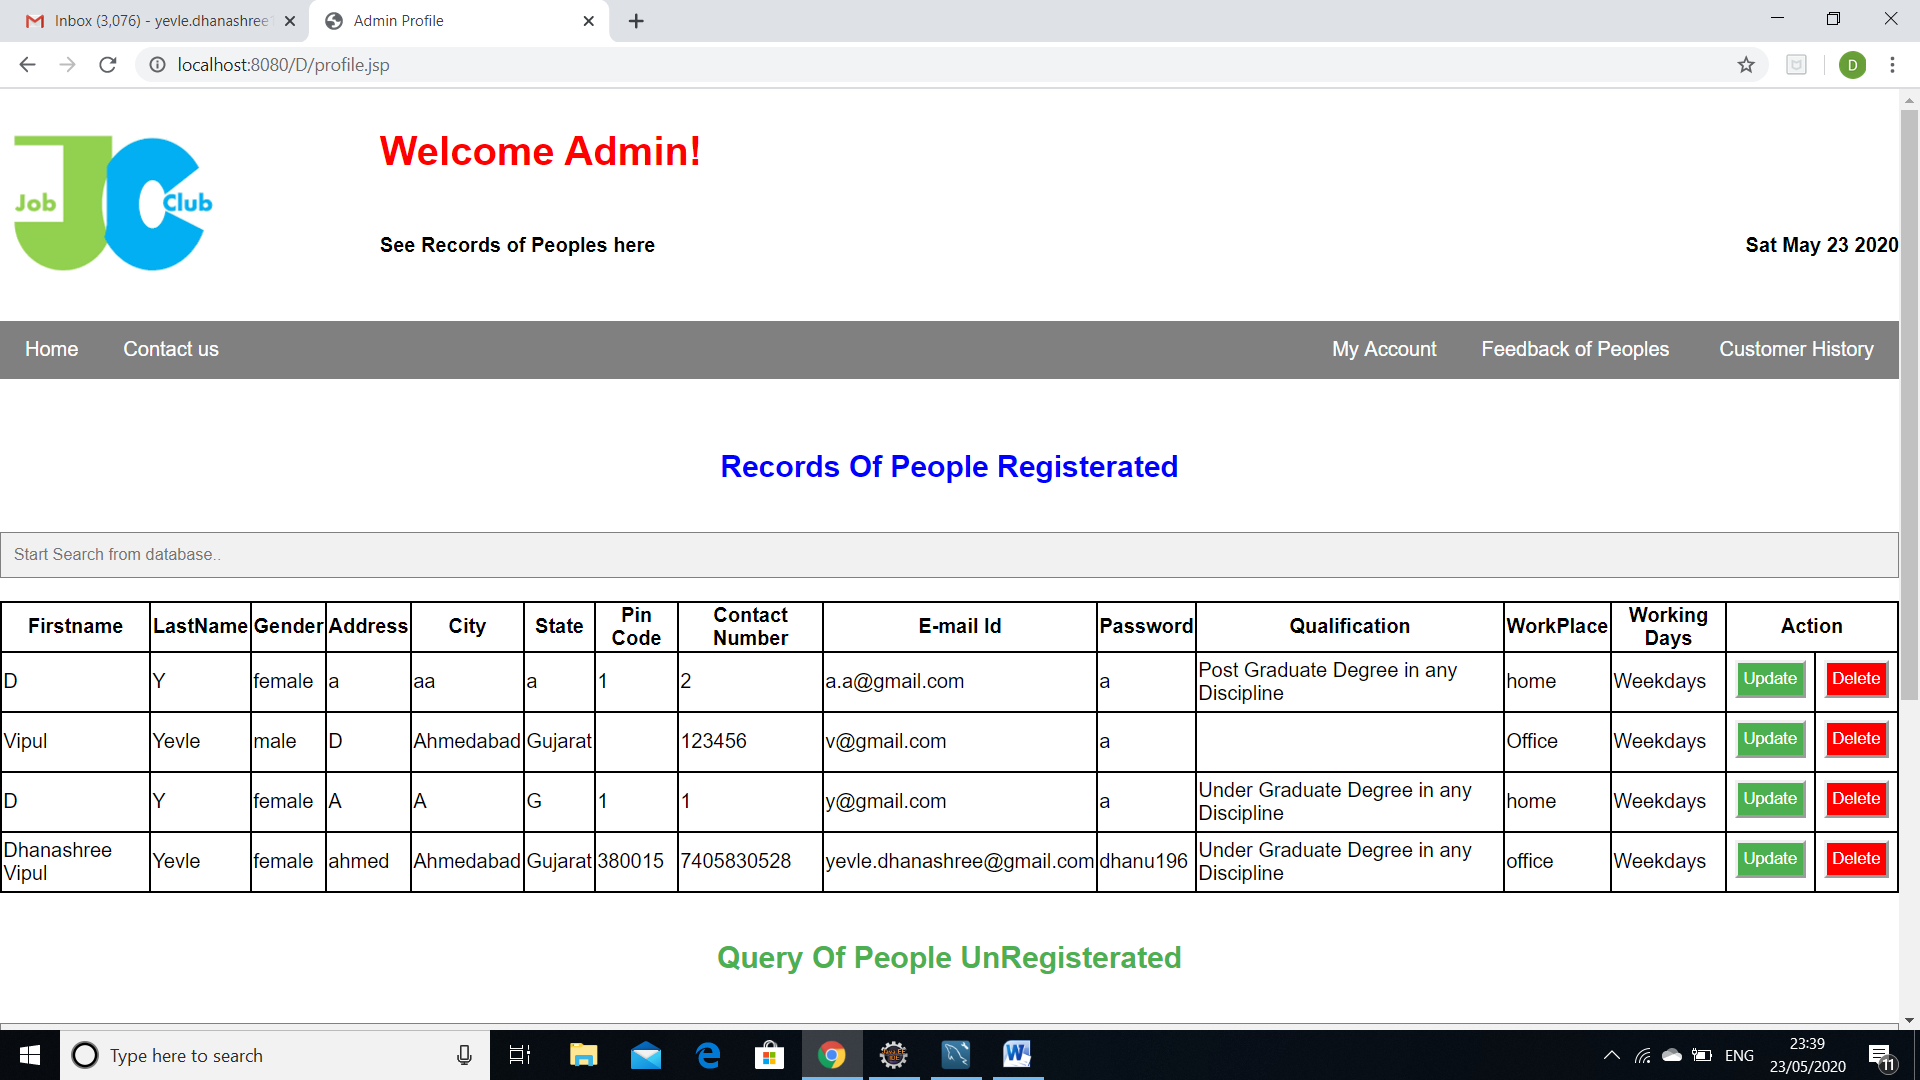 Inbox (3,076) - yevle.dhanashree
Admin Profile
localhost:8080/D/profile.jsp
D
Job Club
Welcome Admin!
See Records of Peoples here
Sat May 23 2020
Home Contact us My Account Feedback of Peoples Customer History
Records Of People Registerated
Start Search from database..
Firstname LastName Gender Address City State Pin Code Contact Number E-mail Id Password Qualification WorkPlace Working Days Action
D Y female a aa a 1 2 a.a@gmail.com a Post Graduate Degree in any Discipline home Weekdays Update Delete
Vipul Yevle male D Ahmedabad Gujarat 123456 v@gmail.com a Office Weekdays Update Delete
D Y female A A G 1 1 y@gmail.com a Under Graduate Degree in any Discipline home Weekdays Update Delete
Dhanashree Vipul Yevle female ahmed Ahmedabad Gujarat 380015 7405830528 yevle.dhanashree@gmail.com dhanu196 Under Graduate Degree in any Discipline office Weekdays Update Delete
Query Of People UnRegisterated
Type here to search
ENG
23:39
23/05/2020
11